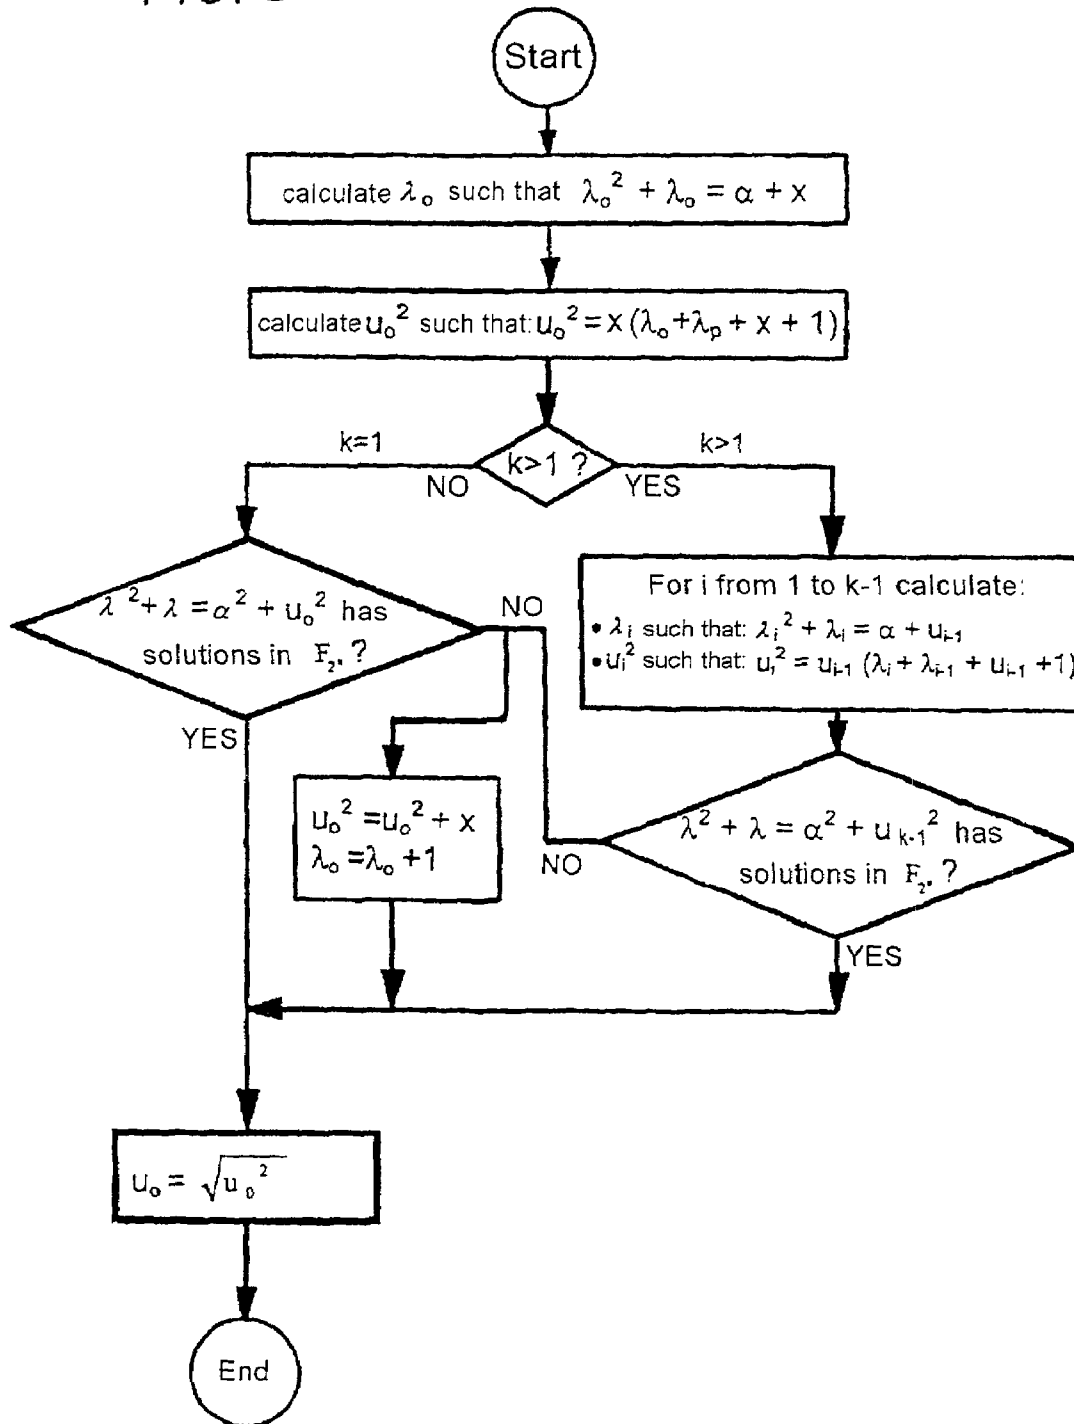 Start
calculate λ₀ such that λ₀² + λ₀ = α + x
calculate u₀² such that: u₀² = x (λ₀+λₚ + x + 1)
k=1
k>1 ?
k>1
NO
YES
λ² + λ = α² + u₀² has
solutions in F₂ⁿ ?
NO
YES
For i from 1 to k-1 calculate:
• λᵢ such that: λᵢ² + λᵢ = α + uᵢ₋₁
• uᵢ² such that: uᵢ² = uᵢ₋₁ (λᵢ + λᵢ₋₁ + uᵢ₋₁ +1)
u₀² =u₀² + x
λ₀ =λ₀ +1
λ² + λ = α² + uₖ₋₁² has
solutions in F₂ⁿ ?
NO
YES
u₀ = √u₀²
End